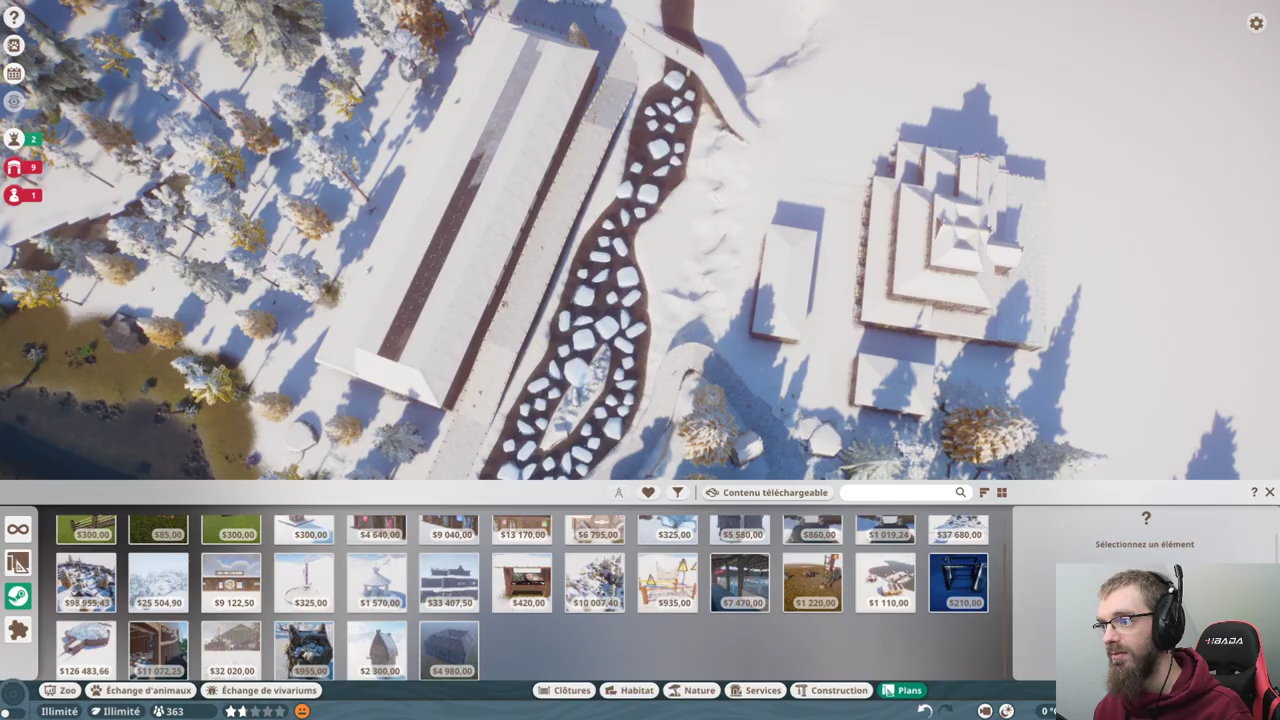 ?
2
9
1
Contenu téléchargeable
?
$300,00 $85,00 $300,00 $300,00 $4 640,00 $9 040,00 $13 170,00 $6 795,00 $325,00 $5 580,00 $860,00 $1 019,24 $37 680,00
?
Sélectionnez un élément
$98 955,43 $25 504,90 $9 122,50 $325,00 $1 570,00 $33 407,50 $420,00 $10 007,40 $935,00 $7 470,00 $1 220,00 $1 110,00 $210,00
HBADA
$126 483,66 $11 072,25 $32 020,00 $955,00 $2 300,00 $4 980,00
Zoo Échange d'animaux Échange de vivariums Clôtures Habitat Nature Services Construction Plans
Illimité Illimité 363